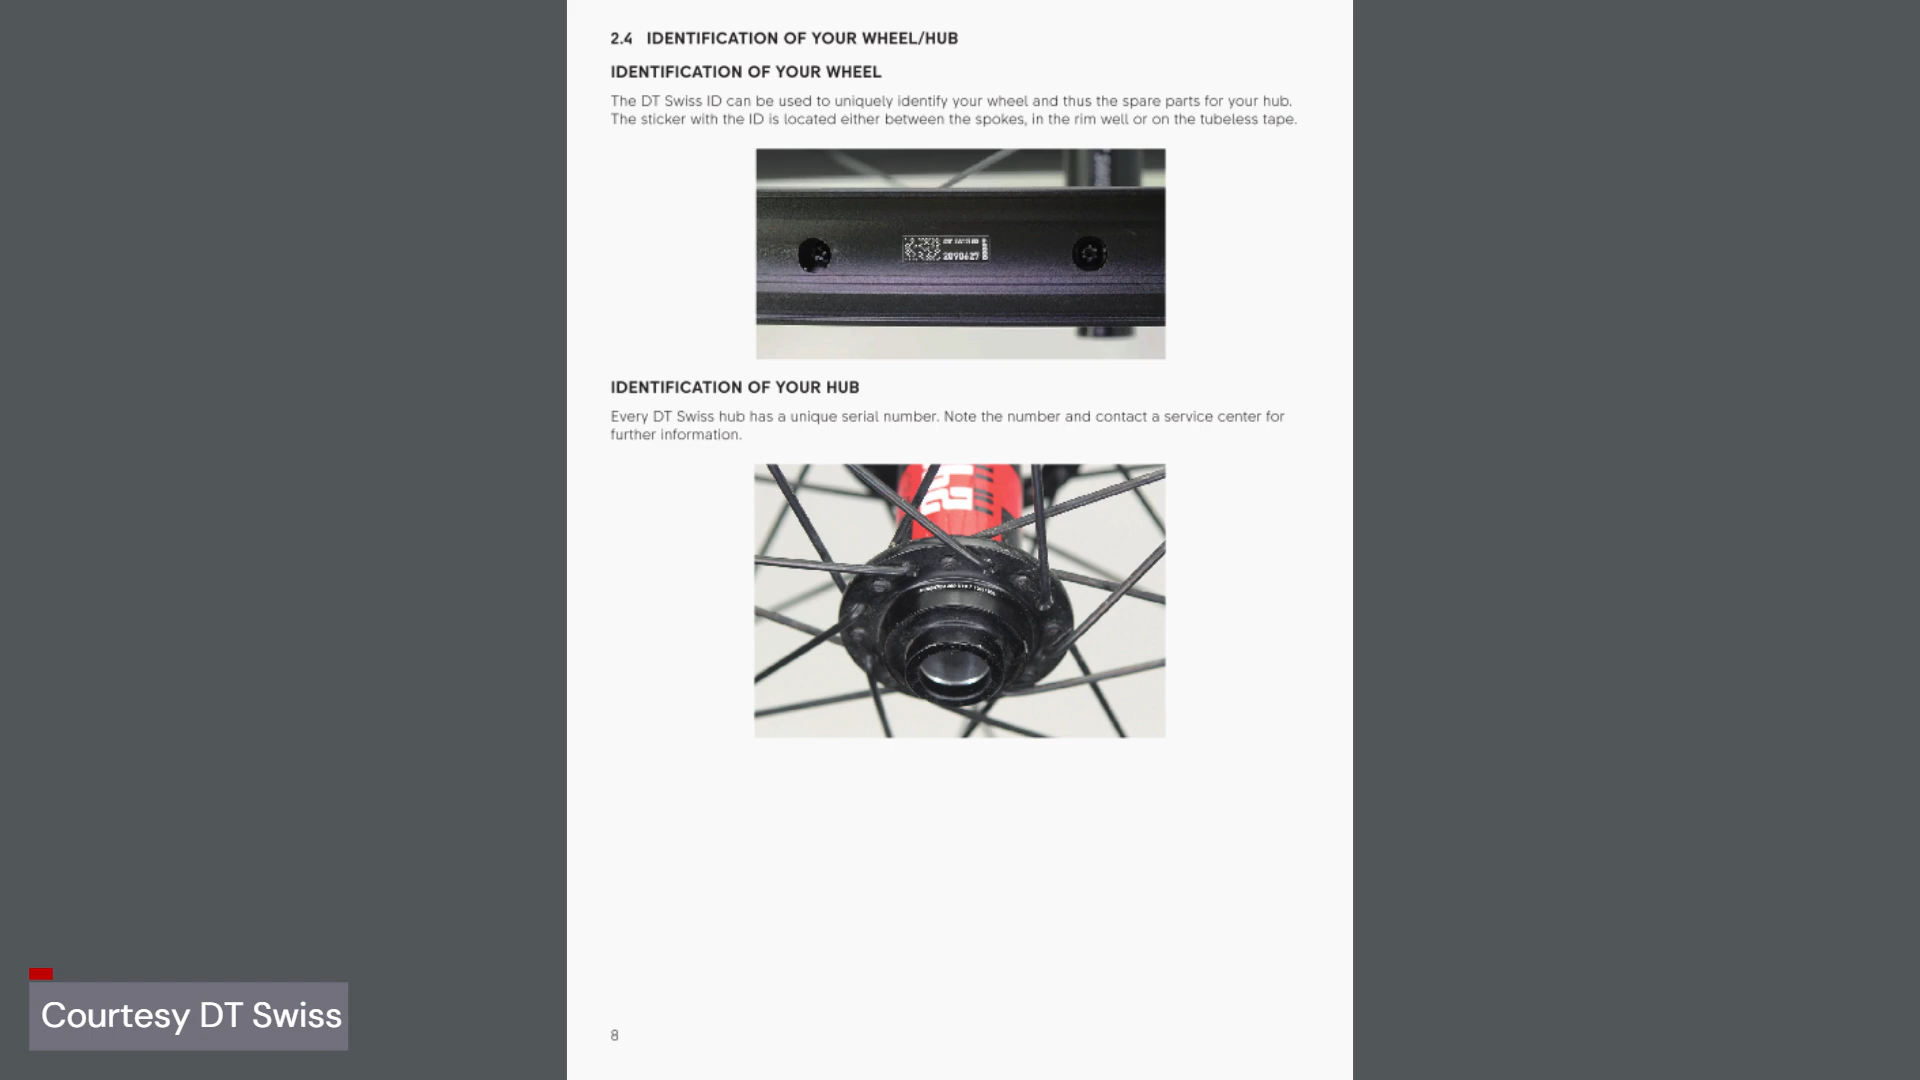 2.4 IDENTIFICATION OF YOUR WHEEL/HUB
IDENTIFICATION OF YOUR WHEEL
The DT Swiss ID can be used to uniquely identify your wheel and thus the spare parts for your hub.
The sticker with the ID is located either between the spokes, in the rim well or on the tubeless tape.
2090627
IDENTIFICATION OF YOUR HUB
Every DT Swiss hub has a unique serial number. Note the number and contact a service center for
further information.
8
Courtesy DT Swiss